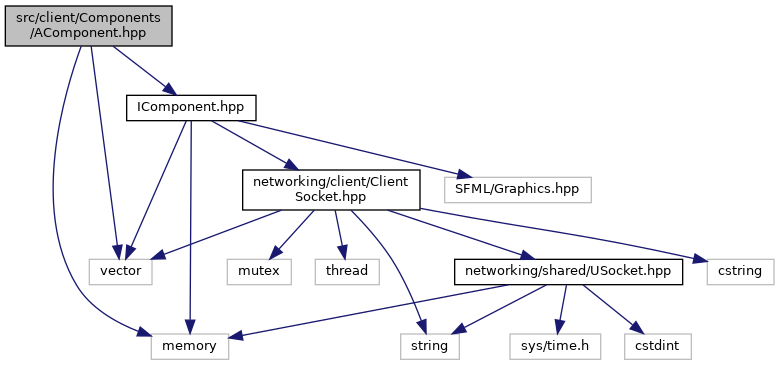 src/client/Components
/AComponent.hpp
IComponent.hpp
networking/client/Client
Socket.hpp
SFML/Graphics.hpp
vector
mutex
thread
networking/shared/USocket.hpp
cstring
memory
string
sys/time.h
cstdint